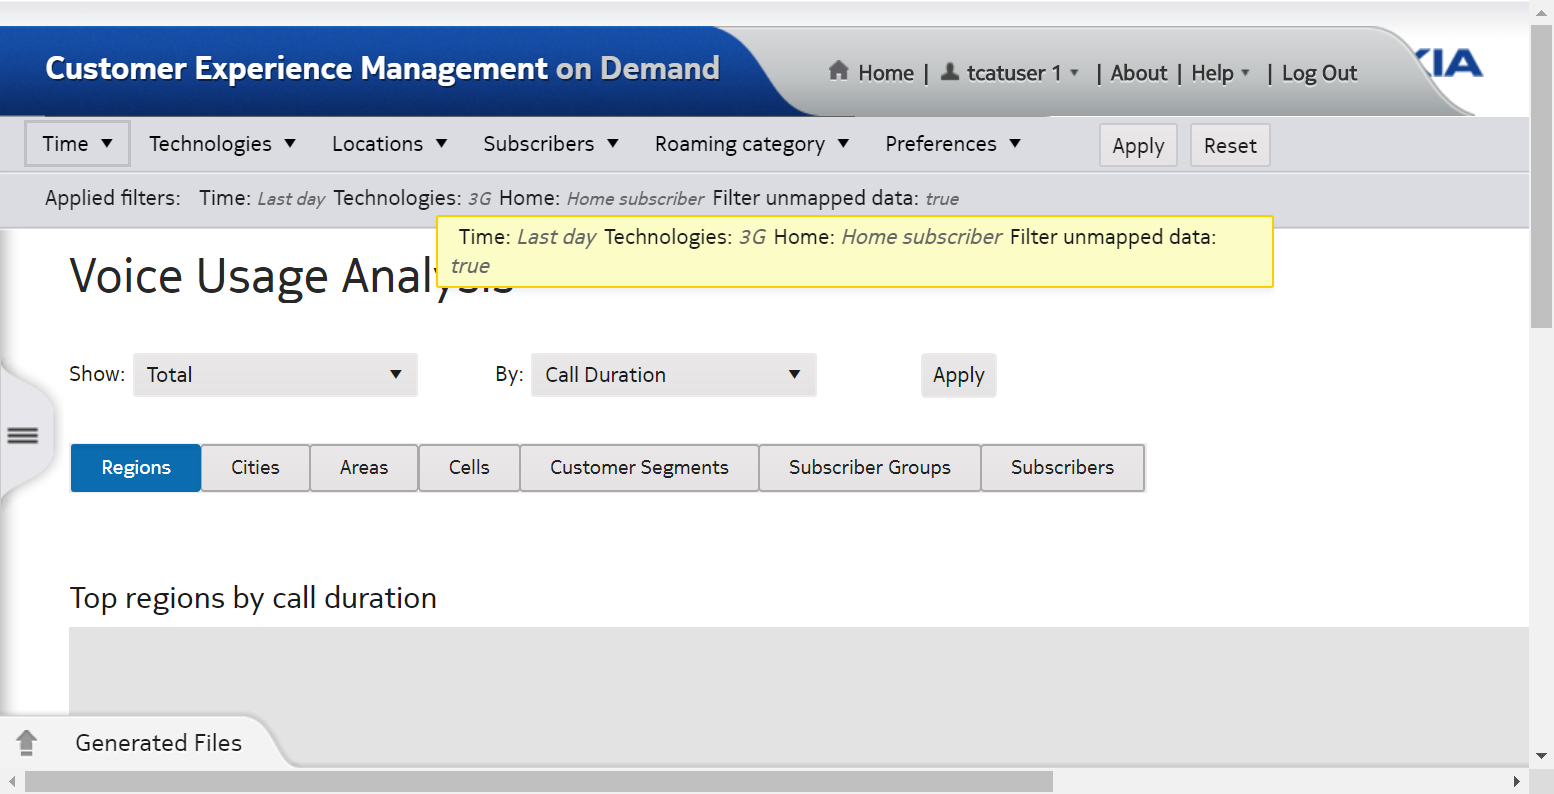 Customer Experience Management on Demand
Home | tcatuser 1 | About | Help | Log Out
Time Technologies Locations Subscribers Roaming category Preferences Apply Reset
Applied filters: Time: Last day Technologies: 3G Home: Home subscriber Filter unmapped data: true
Time: Last day Technologies: 3G Home: Home subscriber Filter unmapped data:
true
Voice Usage Analysis
Show: Total By: Call Duration Apply
Regions Cities Areas Cells Customer Segments Subscriber Groups Subscribers
Top regions by call duration
Generated Files